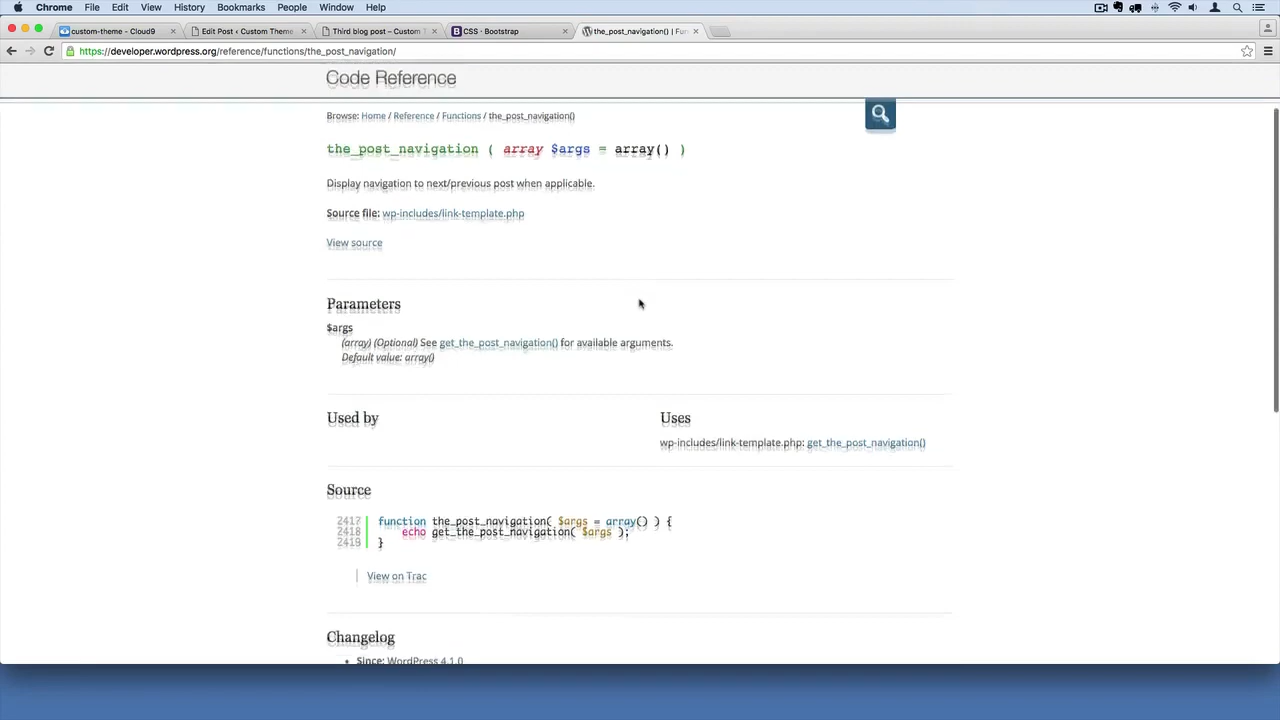 Chrome File Edit View History Bookmarks People Window Help
custom-theme - Cloud9
Edit Post ‹ Custom Theme
Third blog post – Custom T
CSS · Bootstrap
the_post_navigation() | Fun
https://developer.wordpress.org/reference/functions/the_post_navigation/
Code Reference
Browse: Home / Reference / Functions / the_post_navigation()
the_post_navigation ( array $args = array() )
Display navigation to next/previous post when applicable.
Source file: wp-includes/link-template.php
View source
Parameters
$args
(array) (Optional) See get_the_post_navigation() for available arguments.
Default value: array()
Used by
Uses
wp-includes/link-template.php: get_the_post_navigation()
Source
2417 function the_post_navigation( $args = array() ) {
2418 echo get_the_post_navigation( $args );
2419 }
View on Trac
Changelog
• Since: WordPress 4.1.0